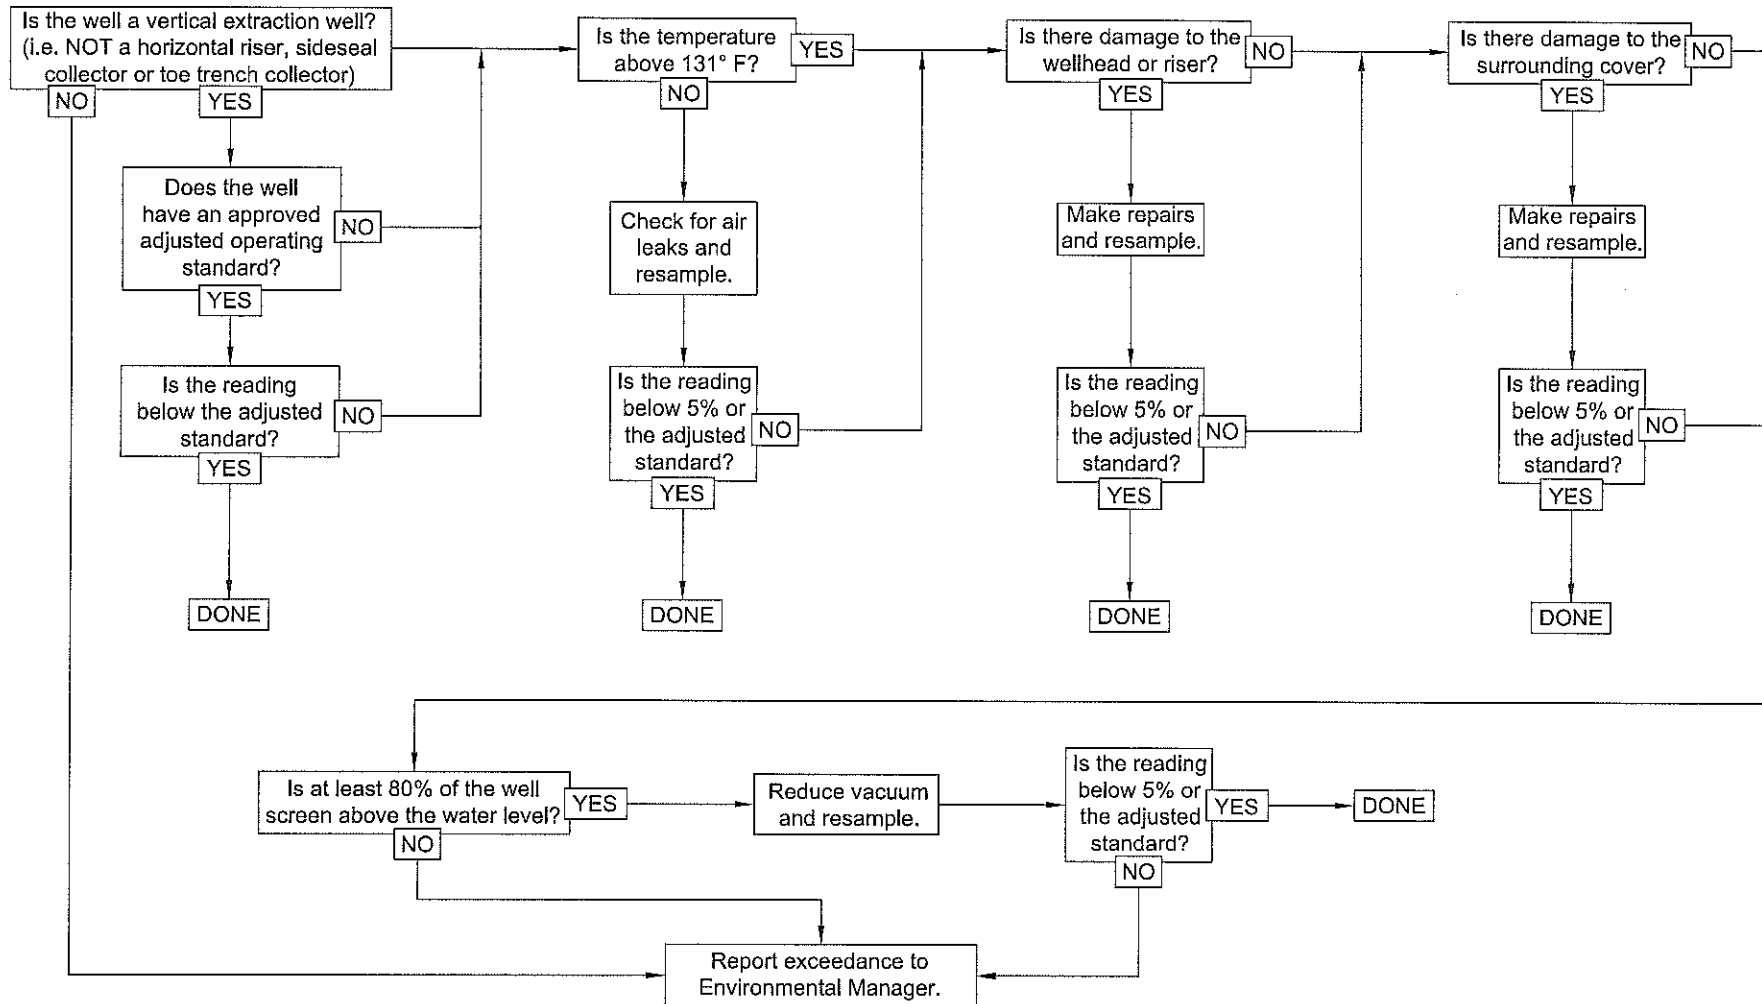 Is the well a vertical extraction well?
(i.e. NOT a horizontal riser, sideseal
collector or toe trench collector)
NO
YES
Does the well
have an approved
adjusted operating
standard?
NO
YES
Is the reading
below the adjusted
standard?
NO
YES
DONE
Is the temperature
above 131° F?
YES
NO
Check for air
leaks and
resample.
Is the reading
below 5% or
the adjusted
standard?
NO
YES
DONE
Is there damage to the
wellhead or riser?
NO
YES
Make repairs
and resample.
Is the reading
below 5% or
the adjusted
standard?
NO
YES
DONE
Is there damage to the
surrounding cover?
NO
YES
Make repairs
and resample.
Is the reading
below 5% or
the adjusted
standard?
NO
YES
DONE
Is at least 80% of the well
screen above the water level?
YES
NO
Reduce vacuum
and resample.
Is the reading
below 5% or
the adjusted
standard?
YES
NO
DONE
Report exceedance to
Environmental Manager.